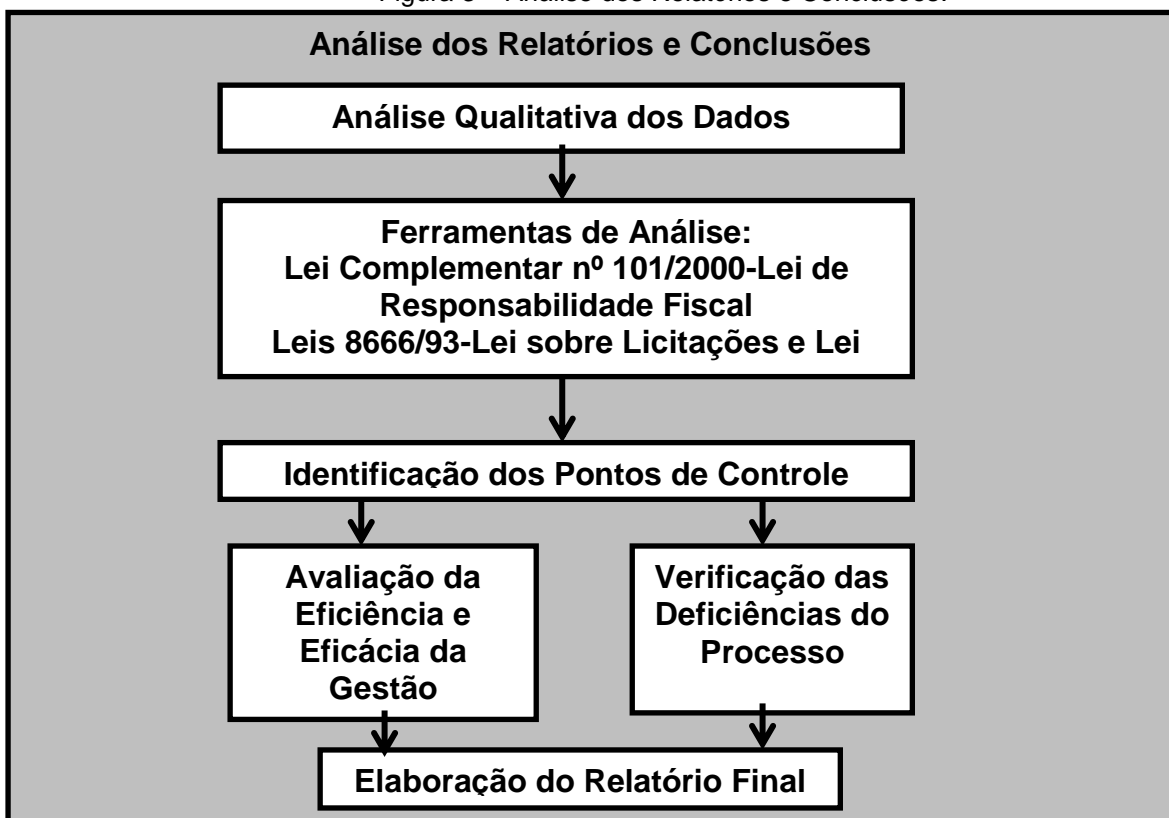 Análise dos Relatórios e Conclusões
Análise Qualitativa dos Dados
Ferramentas de Análise:
Lei Complementar nº 101/2000-Lei de
Responsabilidade Fiscal
Leis 8666/93-Lei sobre Licitações e Lei
Identificação dos Pontos de Controle
Avaliação da
Eficiência e
Eficácia da
Gestão
Verificação das
Deficiências do
Processo
Elaboração do Relatório Final